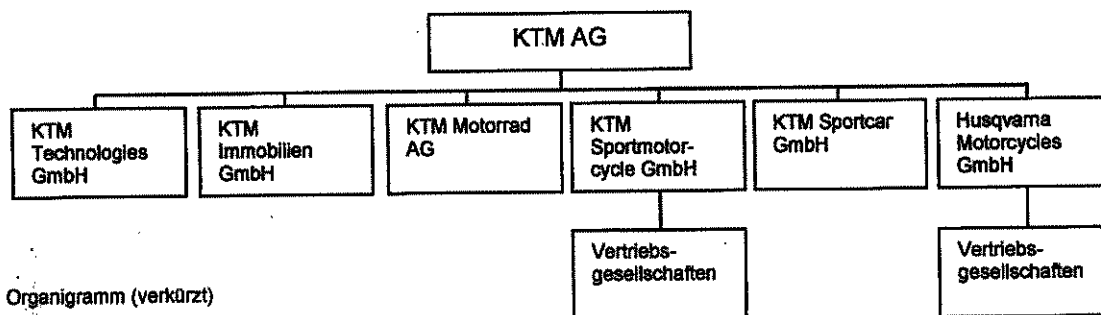 KTM AG
KTM
Technologies
GmbH
KTM
Immobilien
GmbH
KTM Motorrad
AG
KTM
Sportmotor-
cycle GmbH
KTM Sportcar
GmbH
Husqvarna
Motorcycles
GmbH
Vertriebs-
gesellschaften
Vertriebs-
gesellschaften
Organigramm (verkürzt)